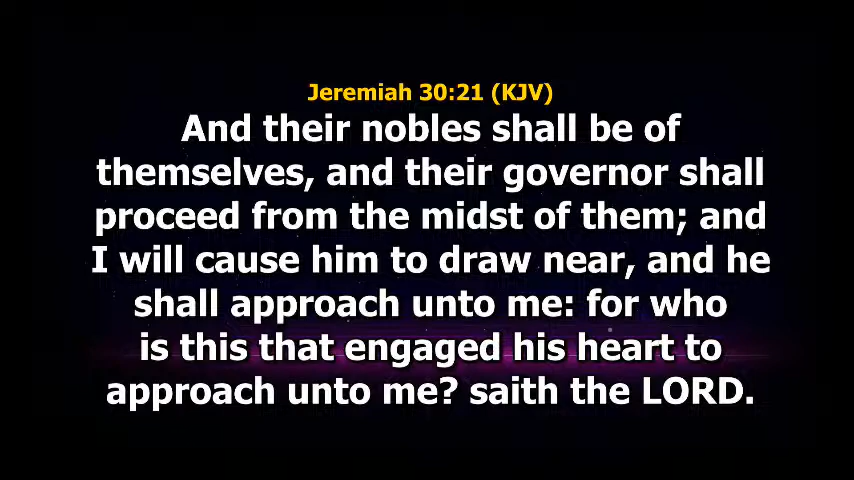 Jeremiah 30:21 (KJV)
And their nobles shall be of
themselves, and their governor shall
proceed from the midst of them; and
I will cause him to draw near, and he
shall approach unto me: for who
is this that engaged his heart to
approach unto me? saith the LORD.